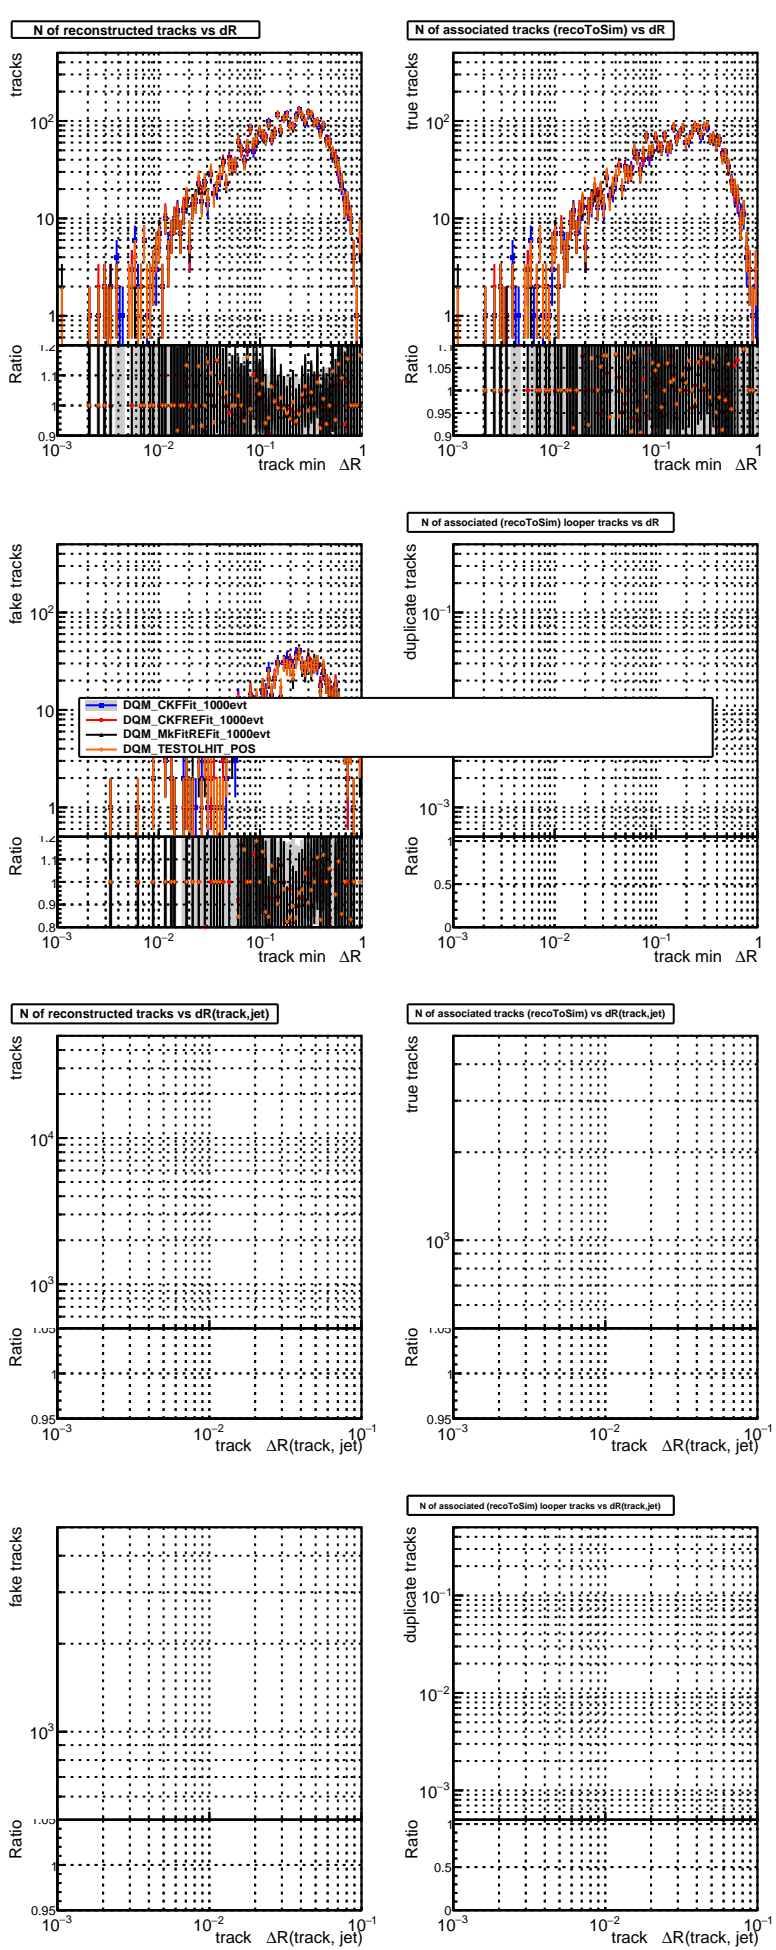 N of reconstructed tracks vs dR
tracks
10²
10
1
Ratio
1.2
1.1
1
0.9
10⁻³
10⁻²
10⁻¹
1
track min ΔR
N of associated tracks (recoToSim) vs dR
true tracks
10²
10
1
Ratio
1.05
1
0.95
0.9
10⁻³
10⁻²
10⁻¹
1
track min ΔR
fake tracks
10²
10
1
Ratio
1.2
1.1
1
0.9
0.8
10⁻³
10⁻²
10⁻¹
1
track min ΔR
N of associated (recoToSim) looper tracks vs dR
duplicate tracks
10⁻¹
10⁻³
Ratio
1
0.5
0
10⁻³
10⁻²
10⁻¹
1
track min ΔR
DQM_CKFFit_1000evt
DQM_CKFREFit_1000evt
DQM_MkFitREFit_1000evt
DQM_TESTOLHIT_POS
N of reconstructed tracks vs dR(track,jet)
tracks
10⁴
10³
Ratio
1.05
1
0.95
10⁻³
10⁻²
10⁻¹
track ΔR(track, jet)
N of associated tracks (recoToSim) vs dR(track,jet)
true tracks
10³
Ratio
1.05
1
0.95
10⁻³
10⁻²
10⁻¹
track ΔR(track, jet)
fake tracks
10³
Ratio
1.05
1
0.95
10⁻³
10⁻²
10⁻¹
track ΔR(track, jet)
N of associated (recoToSim) looper tracks vs dR(track,jet)
duplicate tracks
10⁻¹
10⁻²
10⁻³
Ratio
1
0.5
0
10⁻³
10⁻²
10⁻¹
track ΔR(track, jet)